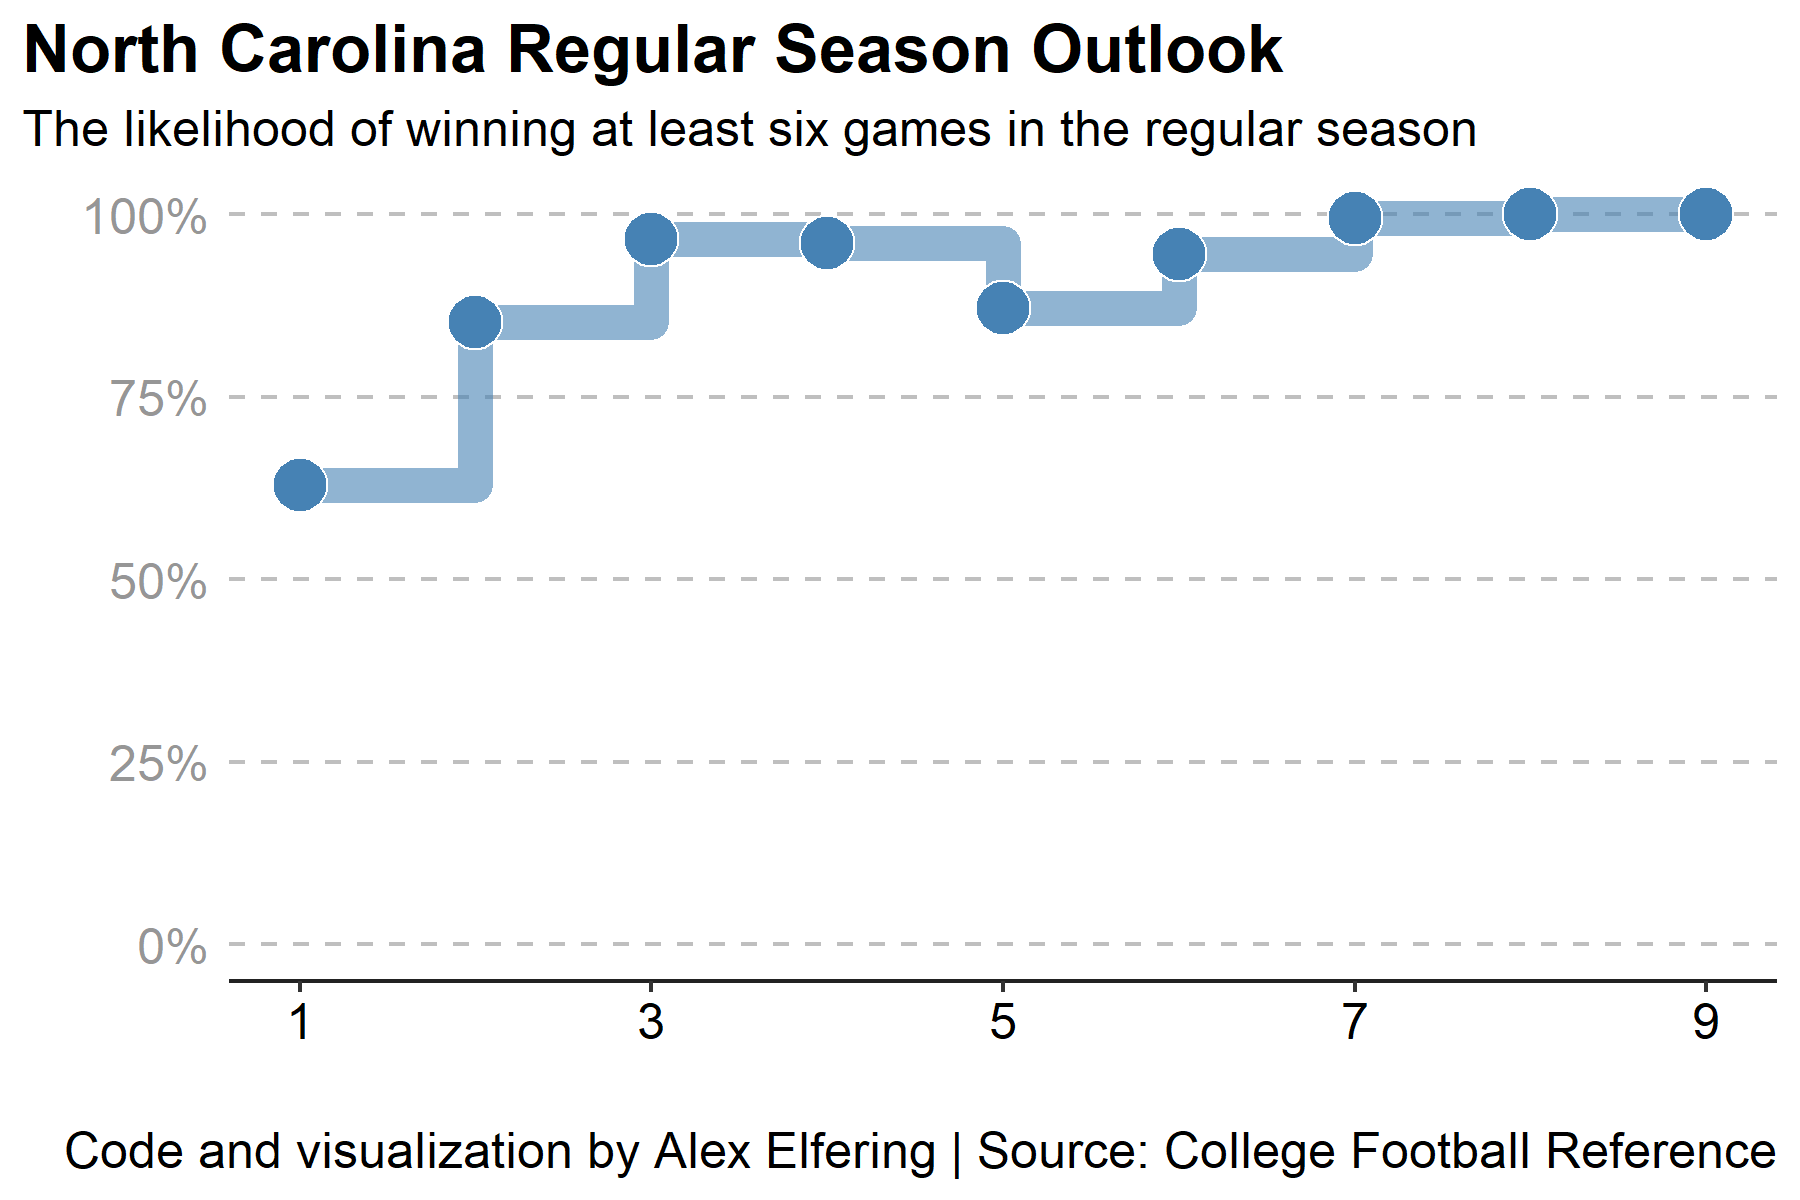 North Carolina Regular Season Outlook
The likelihood of winning at least six games in the regular season
100%
75%
50%
25%
0%
1 3 5 7 9
Code and visualization by Alex Elfering | Source: College Football Reference